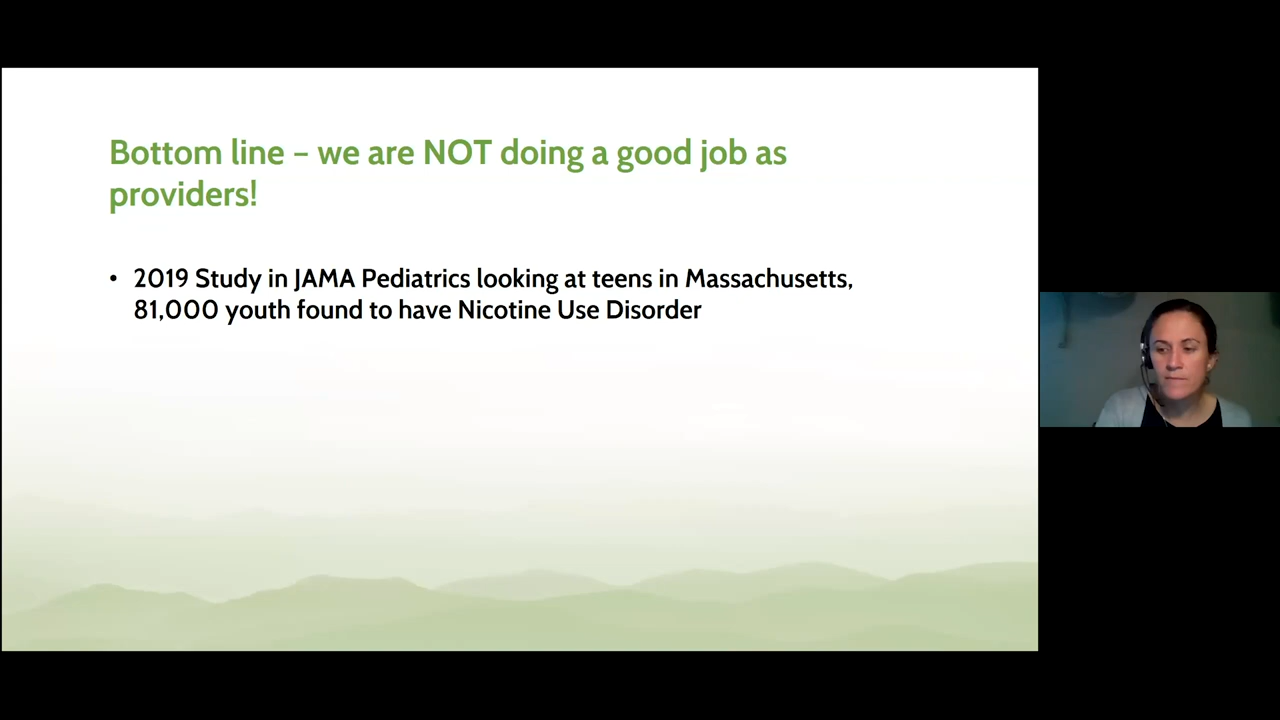 Bottom line – we are NOT doing a good job as
providers!
• 2019 Study in JAMA Pediatrics looking at teens in Massachusetts,
81,000 youth found to have Nicotine Use Disorder